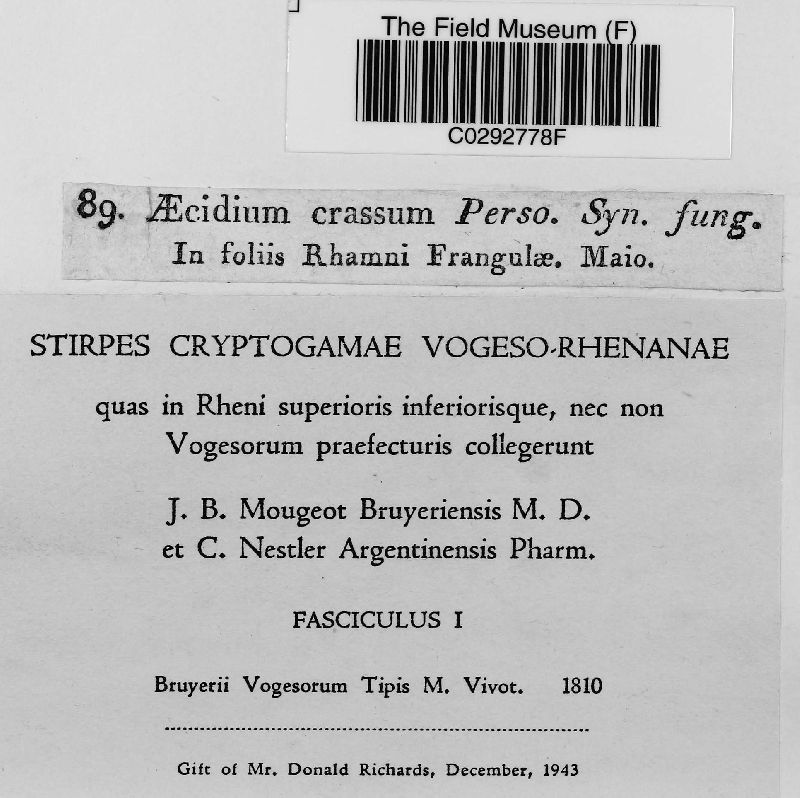 The Field Museum (F)
C0292778F
89. Æcidium crassum Perso. Syn. fung.
In foliis Rhamni Frangulæ. Maio.
STIRPES CRYPTOGAMAE VOGESO-RHENANAE
quas in Rheni superioris inferiorisque, nec non
Vogesorum praefecturis collegerunt
J. B. Mougeot Bruyeriensis M. D.
et C. Nestler Argentinensis Pharm.
FASCICULUS I
Bruyerii Vogesorum Tipis M. Vivot. 1810
Gift of Mr. Donald Richards, December, 1943